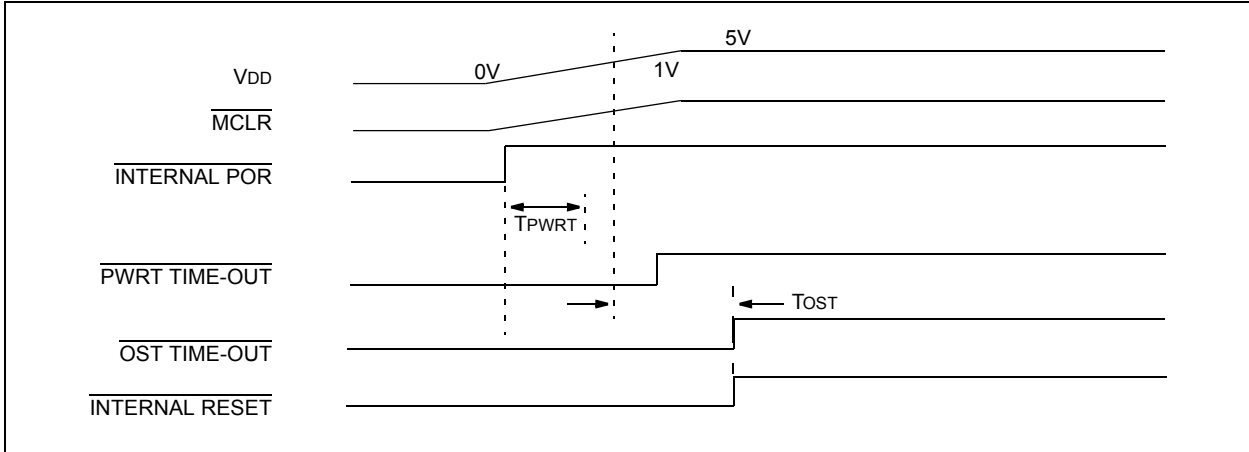 5V
VDD 0V 1V
MCLR
INTERNAL POR
TPWRT
PWRT TIME-OUT
TOST
OST TIME-OUT
INTERNAL RESET